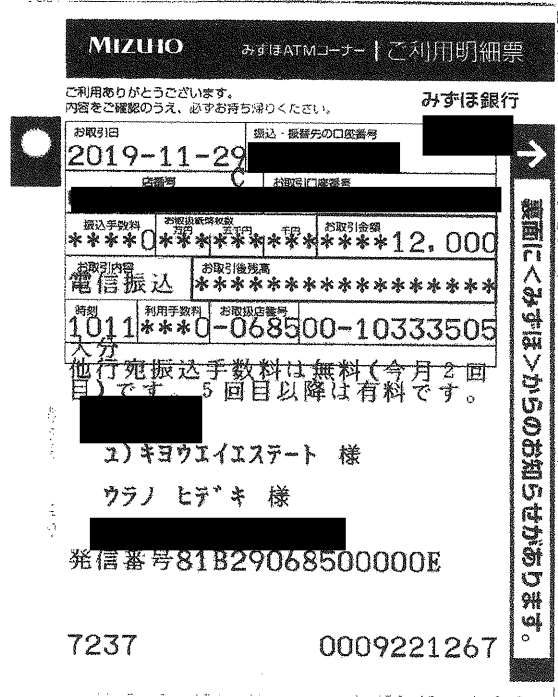 MIZUHO みずほATMコーナー ご利用明細票
ご利用ありがとうございます。
内容をご確認のうえ、必ずお持ち帰りください。
みずほ銀行
お取引日 振込・振替先の口座番号
2019-11-29
C
店番号 お取引口座番号
振込手数料 お取扱紙幣枚数 万円 五千円 千円 お取引金額
****0***********12,000
お取引内容 お取引後残高
電信振込 *****************
時刻 利用手数料 お取扱店番号
1011***0-068500-10333505
入分
他行宛振込手数料は無料(今月2回
目)です。5回目以降は有料です。
ユ)キヨウエイエステート 様
ウラノ ヒデキ 様
発信番号81B29068500000E
7237 0009221267
裏面に<みずほ>からのお知らせがあります。